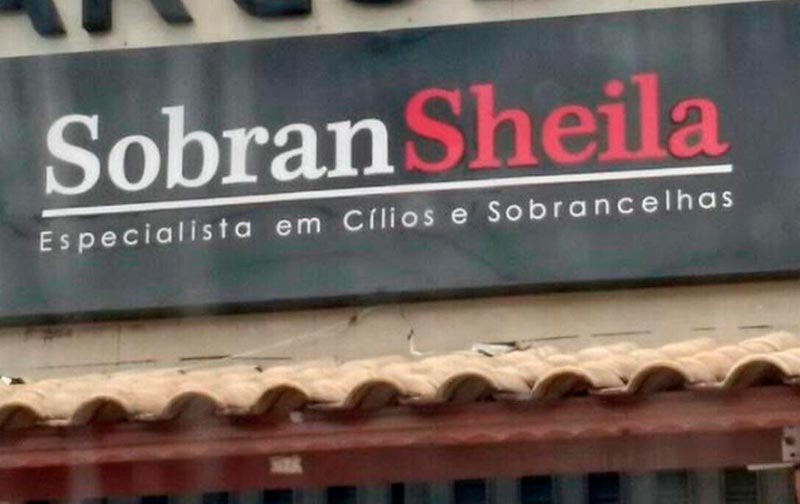 SobranSheila
Especialista em Cílios e Sobrancelhas